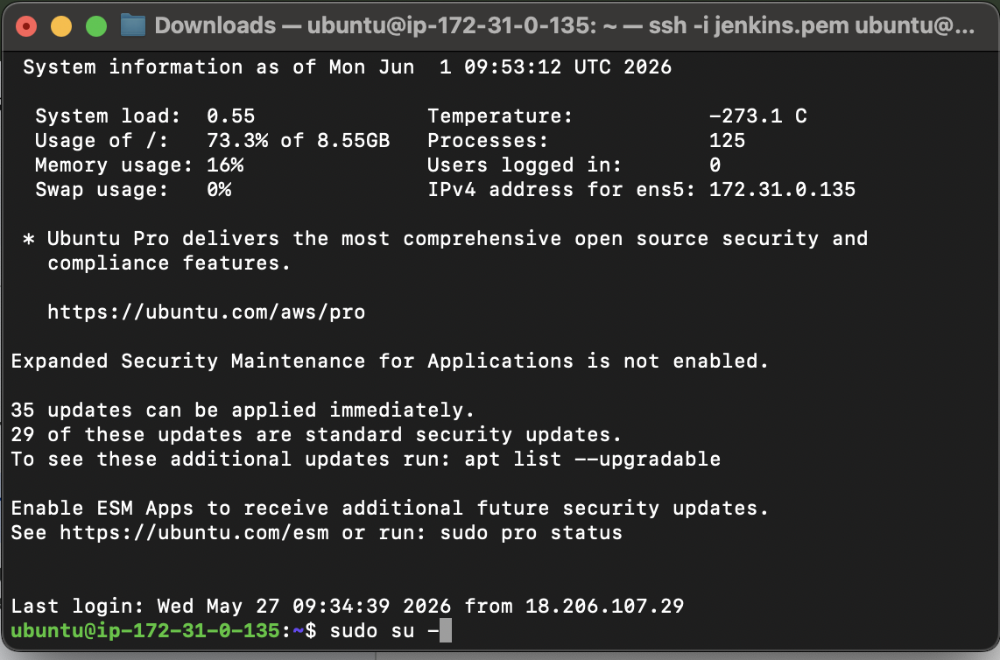 Downloads — ubuntu@ip-172-31-0-135: ~ — ssh -i jenkins.pem ubuntu@...
System information as of Mon Jun  1 09:53:12 UTC 2026
System load:  0.55              Temperature:           -273.1 C
Usage of /:   73.3% of 8.55GB   Processes:             125
Memory usage: 16%               Users logged in:       0
Swap usage:   0%                IPv4 address for ens5: 172.31.0.135
* Ubuntu Pro delivers the most comprehensive open source security and
compliance features.
https://ubuntu.com/aws/pro
Expanded Security Maintenance for Applications is not enabled.
35 updates can be applied immediately.
29 of these updates are standard security updates.
To see these additional updates run: apt list --upgradable
Enable ESM Apps to receive additional future security updates.
See https://ubuntu.com/esm or run: sudo pro status
Last login: Wed May 27 09:34:39 2026 from 18.206.107.29
ubuntu@ip-172-31-0-135:~$ sudo su -